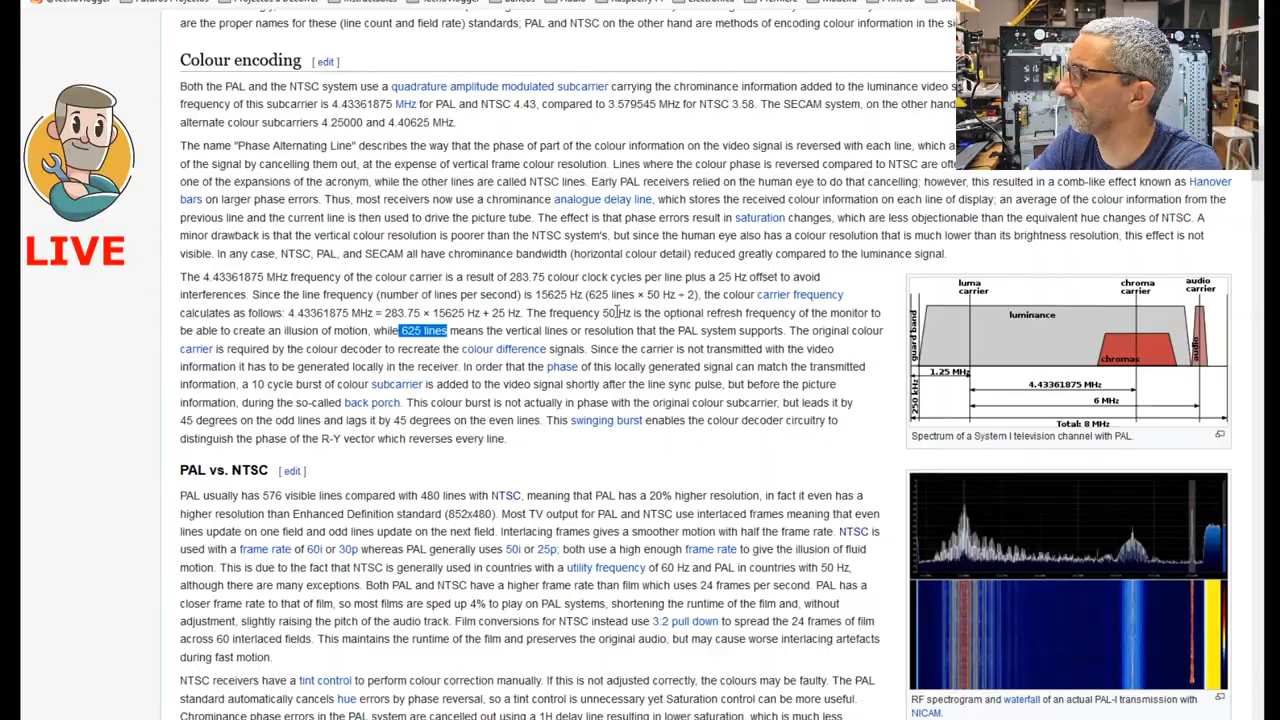 are the proper names for these (line count and field rate) standards; PAL and NTSC on the other hand are methods of encoding colour information in the si
Colour encoding [ edit ]
Both the PAL and the NTSC system use a quadrature amplitude modulated subcarrier carrying the chrominance information added to the luminance video s
frequency of this subcarrier is 4.43361875 MHz for PAL and NTSC 4.43, compared to 3.579545 MHz for NTSC 3.58. The SECAM system, on the other hand
alternate colour subcarriers 4.25000 and 4.40625 MHz.
The name "Phase Alternating Line" describes the way that the phase of part of the colour information on the video signal is reversed with each line, which a
of the signal by cancelling them out, at the expense of vertical frame colour resolution. Lines where the colour phase is reversed compared to NTSC are ofte
one of the expansions of the acronym, while the other lines are called NTSC lines. Early PAL receivers relied on the human eye to do that cancelling; however, this resulted in a comb-like effect known as Hanover
bars on larger phase errors. Thus, most receivers now use a chrominance analogue delay line, which stores the received colour information on each line of display; an average of the colour information from the
previous line and the current line is then used to drive the picture tube. The effect is that phase errors result in saturation changes, which are less objectionable than the equivalent hue changes of NTSC. A
minor drawback is that the vertical colour resolution is poorer than the NTSC system's, but since the human eye also has a colour resolution that is much lower than its brightness resolution, this effect is not
visible. In any case, NTSC, PAL, and SECAM all have chrominance bandwidth (horizontal colour detail) reduced greatly compared to the luminance signal.
LIVE
The 4.43361875 MHz frequency of the colour carrier is a result of 283.75 colour clock cycles per line plus a 25 Hz offset to avoid
interferences. Since the line frequency (number of lines per second) is 15625 Hz (625 lines × 50 Hz ÷ 2), the colour carrier frequency
calculates as follows: 4.43361875 MHz = 283.75 × 15625 Hz + 25 Hz. The frequency 50 Hz is the optional refresh frequency of the monitor to
be able to create an illusion of motion, while 625 lines means the vertical lines or resolution that the PAL system supports. The original colour
carrier is required by the colour decoder to recreate the colour difference signals. Since the carrier is not transmitted with the video
information it has to be generated locally in the receiver. In order that the phase of this locally generated signal can match the transmitted
information, a 10 cycle burst of colour subcarrier is added to the video signal shortly after the line sync pulse, but before the picture
information, during the so-called back porch. This colour burst is not actually in phase with the original colour subcarrier, but leads it by
45 degrees on the odd lines and lags it by 45 degrees on the even lines. This swinging burst enables the colour decoder circuitry to
distinguish the phase of the R-Y vector which reverses every line.
luma carrier
chroma carrier
audio carrier
guard band
luminance
chromas
audio
1.25 MHz
4.43361875 MHz
6 MHz
250 kHz
Total: 8 MHz
Spectrum of a System I television channel with PAL.
PAL vs. NTSC [ edit ]
PAL usually has 576 visible lines compared with 480 lines with NTSC, meaning that PAL has a 20% higher resolution, in fact it even has a
higher resolution than Enhanced Definition standard (852x480). Most TV output for PAL and NTSC use interlaced frames meaning that even
lines update on one field and odd lines update on the next field. Interlacing frames gives a smoother motion with half the frame rate. NTSC is
used with a frame rate of 60i or 30p whereas PAL generally uses 50i or 25p; both use a high enough frame rate to give the illusion of fluid
motion. This is due to the fact that NTSC is generally used in countries with a utility frequency of 60 Hz and PAL in countries with 50 Hz,
although there are many exceptions. Both PAL and NTSC have a higher frame rate than film which uses 24 frames per second. PAL has a
closer frame rate to that of film, so most films are sped up 4% to play on PAL systems, shortening the runtime of the film and, without
adjustment, slightly raising the pitch of the audio track. Film conversions for NTSC instead use 3:2 pull down to spread the 24 frames of film
across 60 interlaced fields. This maintains the runtime of the film and preserves the original audio, but may cause worse interlacing artefacts
during fast motion.
NTSC receivers have a tint control to perform colour correction manually. If this is not adjusted correctly, the colours may be faulty. The PAL
standard automatically cancels hue errors by phase reversal, so a tint control is unnecessary yet Saturation control can be more useful.
Chrominance phase errors in the PAL system are cancelled out using a 1H delay line resulting in lower saturation, which is much less
RF spectrogram and waterfall of an actual PAL-I transmission with
NICAM.